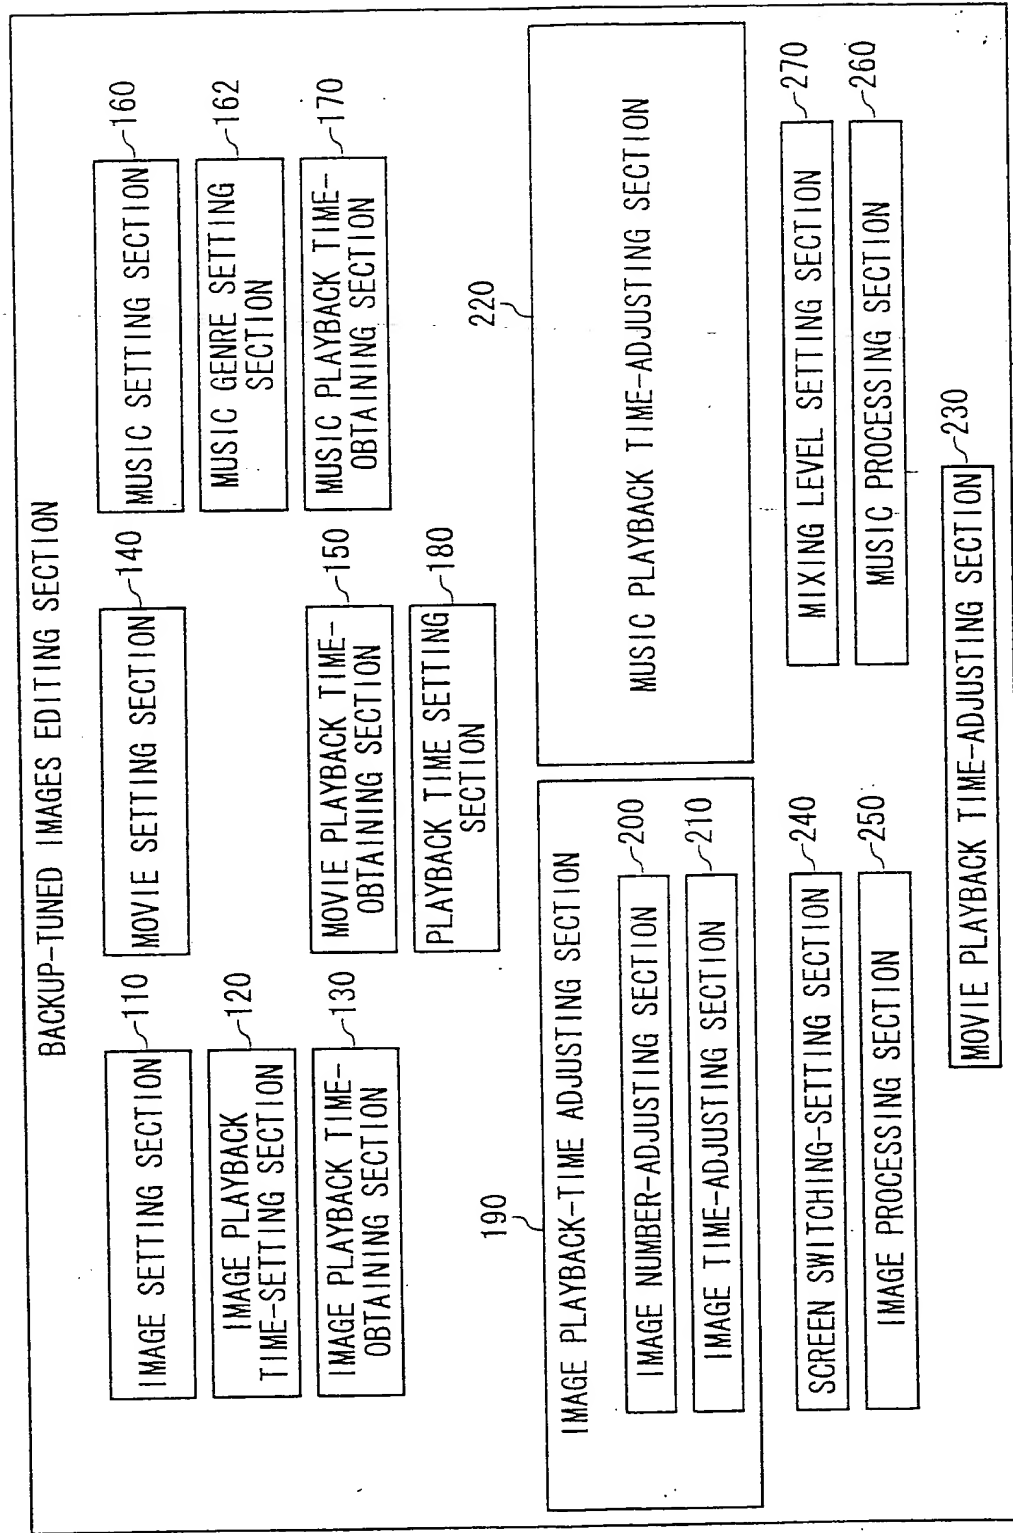 BACKUP-TUNED IMAGES EDITING SECTION
IMAGE SETTING SECTION
110
IMAGE PLAYBACK
TIME-SETTING SECTION
120
IMAGE PLAYBACK TIME-
OBTAINING SECTION
130
MOVIE SETTING SECTION
140
MOVIE PLAYBACK TIME-
OBTAINING SECTION
150
PLAYBACK TIME SETTING
SECTION
180
MUSIC SETTING SECTION
160
MUSIC GENRE SETTING
SECTION
162
MUSIC PLAYBACK TIME-
OBTAINING SECTION
170
190
IMAGE PLAYBACK-TIME ADJUSTING SECTION
IMAGE NUMBER-ADJUSTING SECTION
200
IMAGE TIME-ADJUSTING SECTION
210
220
MUSIC PLAYBACK TIME-ADJUSTING SECTION
SCREEN SWITCHING-SETTING SECTION
240
IMAGE PROCESSING SECTION
250
MIXING LEVEL SETTING SECTION
270
MUSIC PROCESSING SECTION
260
MOVIE PLAYBACK TIME-ADJUSTING SECTION
230